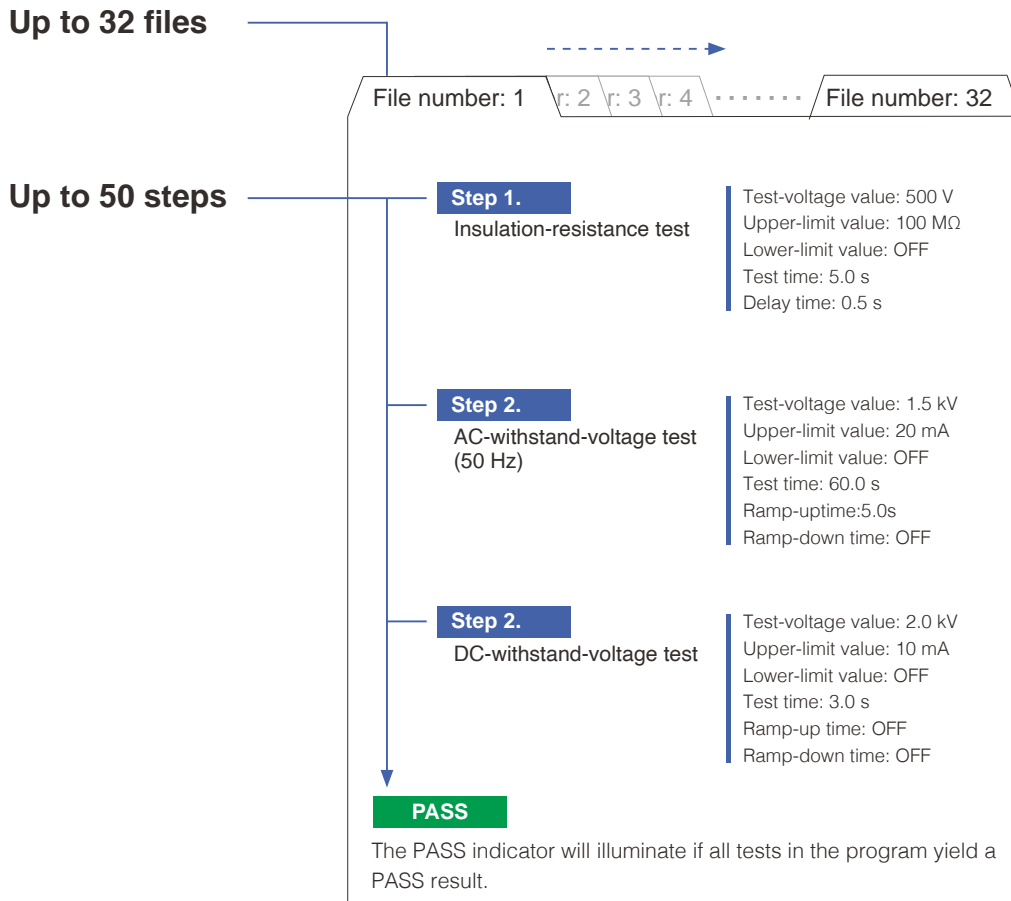 Up to 32 files
File number: 1
r: 2
r: 3
r: 4
File number: 32
Up to 50 steps
Step 1.
Insulation-resistance test
Test-voltage value: 500 V
Upper-limit value: 100 MΩ
Lower-limit value: OFF
Test time: 5.0 s
Delay time: 0.5 s
Step 2.
AC-withstand-voltage test
(50 Hz)
Test-voltage value: 1.5 kV
Upper-limit value: 20 mA
Lower-limit value: OFF
Test time: 60.0 s
Ramp-uptime:5.0s
Ramp-down time: OFF
Step 2.
DC-withstand-voltage test
Test-voltage value: 2.0 kV
Upper-limit value: 10 mA
Lower-limit value: OFF
Test time: 3.0 s
Ramp-up time: OFF
Ramp-down time: OFF
PASS
The PASS indicator will illuminate if all tests in the program yield a
PASS result.